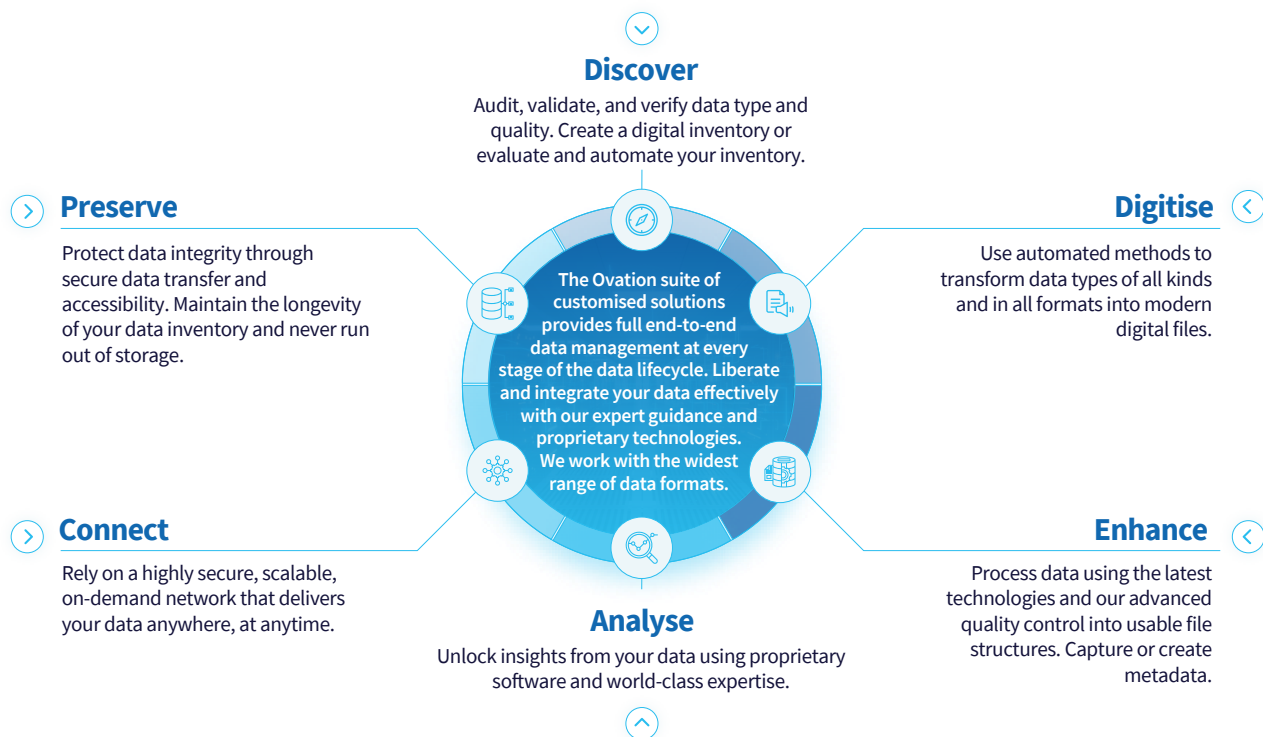 Discover
Audit, validate, and verify data type and
quality. Create a digital inventory or
evaluate and automate your inventory.
Preserve
Protect data integrity through
secure data transfer and
accessibility. Maintain the longevity
of your data inventory and never run
out of storage.
Digitise
Use automated methods to
transform data types of all kinds
and in all formats into modern
digital files.
The Ovation suite of
customised solutions
provides full end-to-end
data management at every
stage of the data lifecycle. Liberate
and integrate your data effectively
with our expert guidance and
proprietary technologies.
We work with the widest
range of data formats.
Connect
Rely on a highly secure, scalable,
on-demand network that delivers
your data anywhere, at anytime.
Enhance
Process data using the latest
technologies and our advanced
quality control into usable file
structures. Capture or create
metadata.
Analyse
Unlock insights from your data using proprietary
software and world-class expertise.